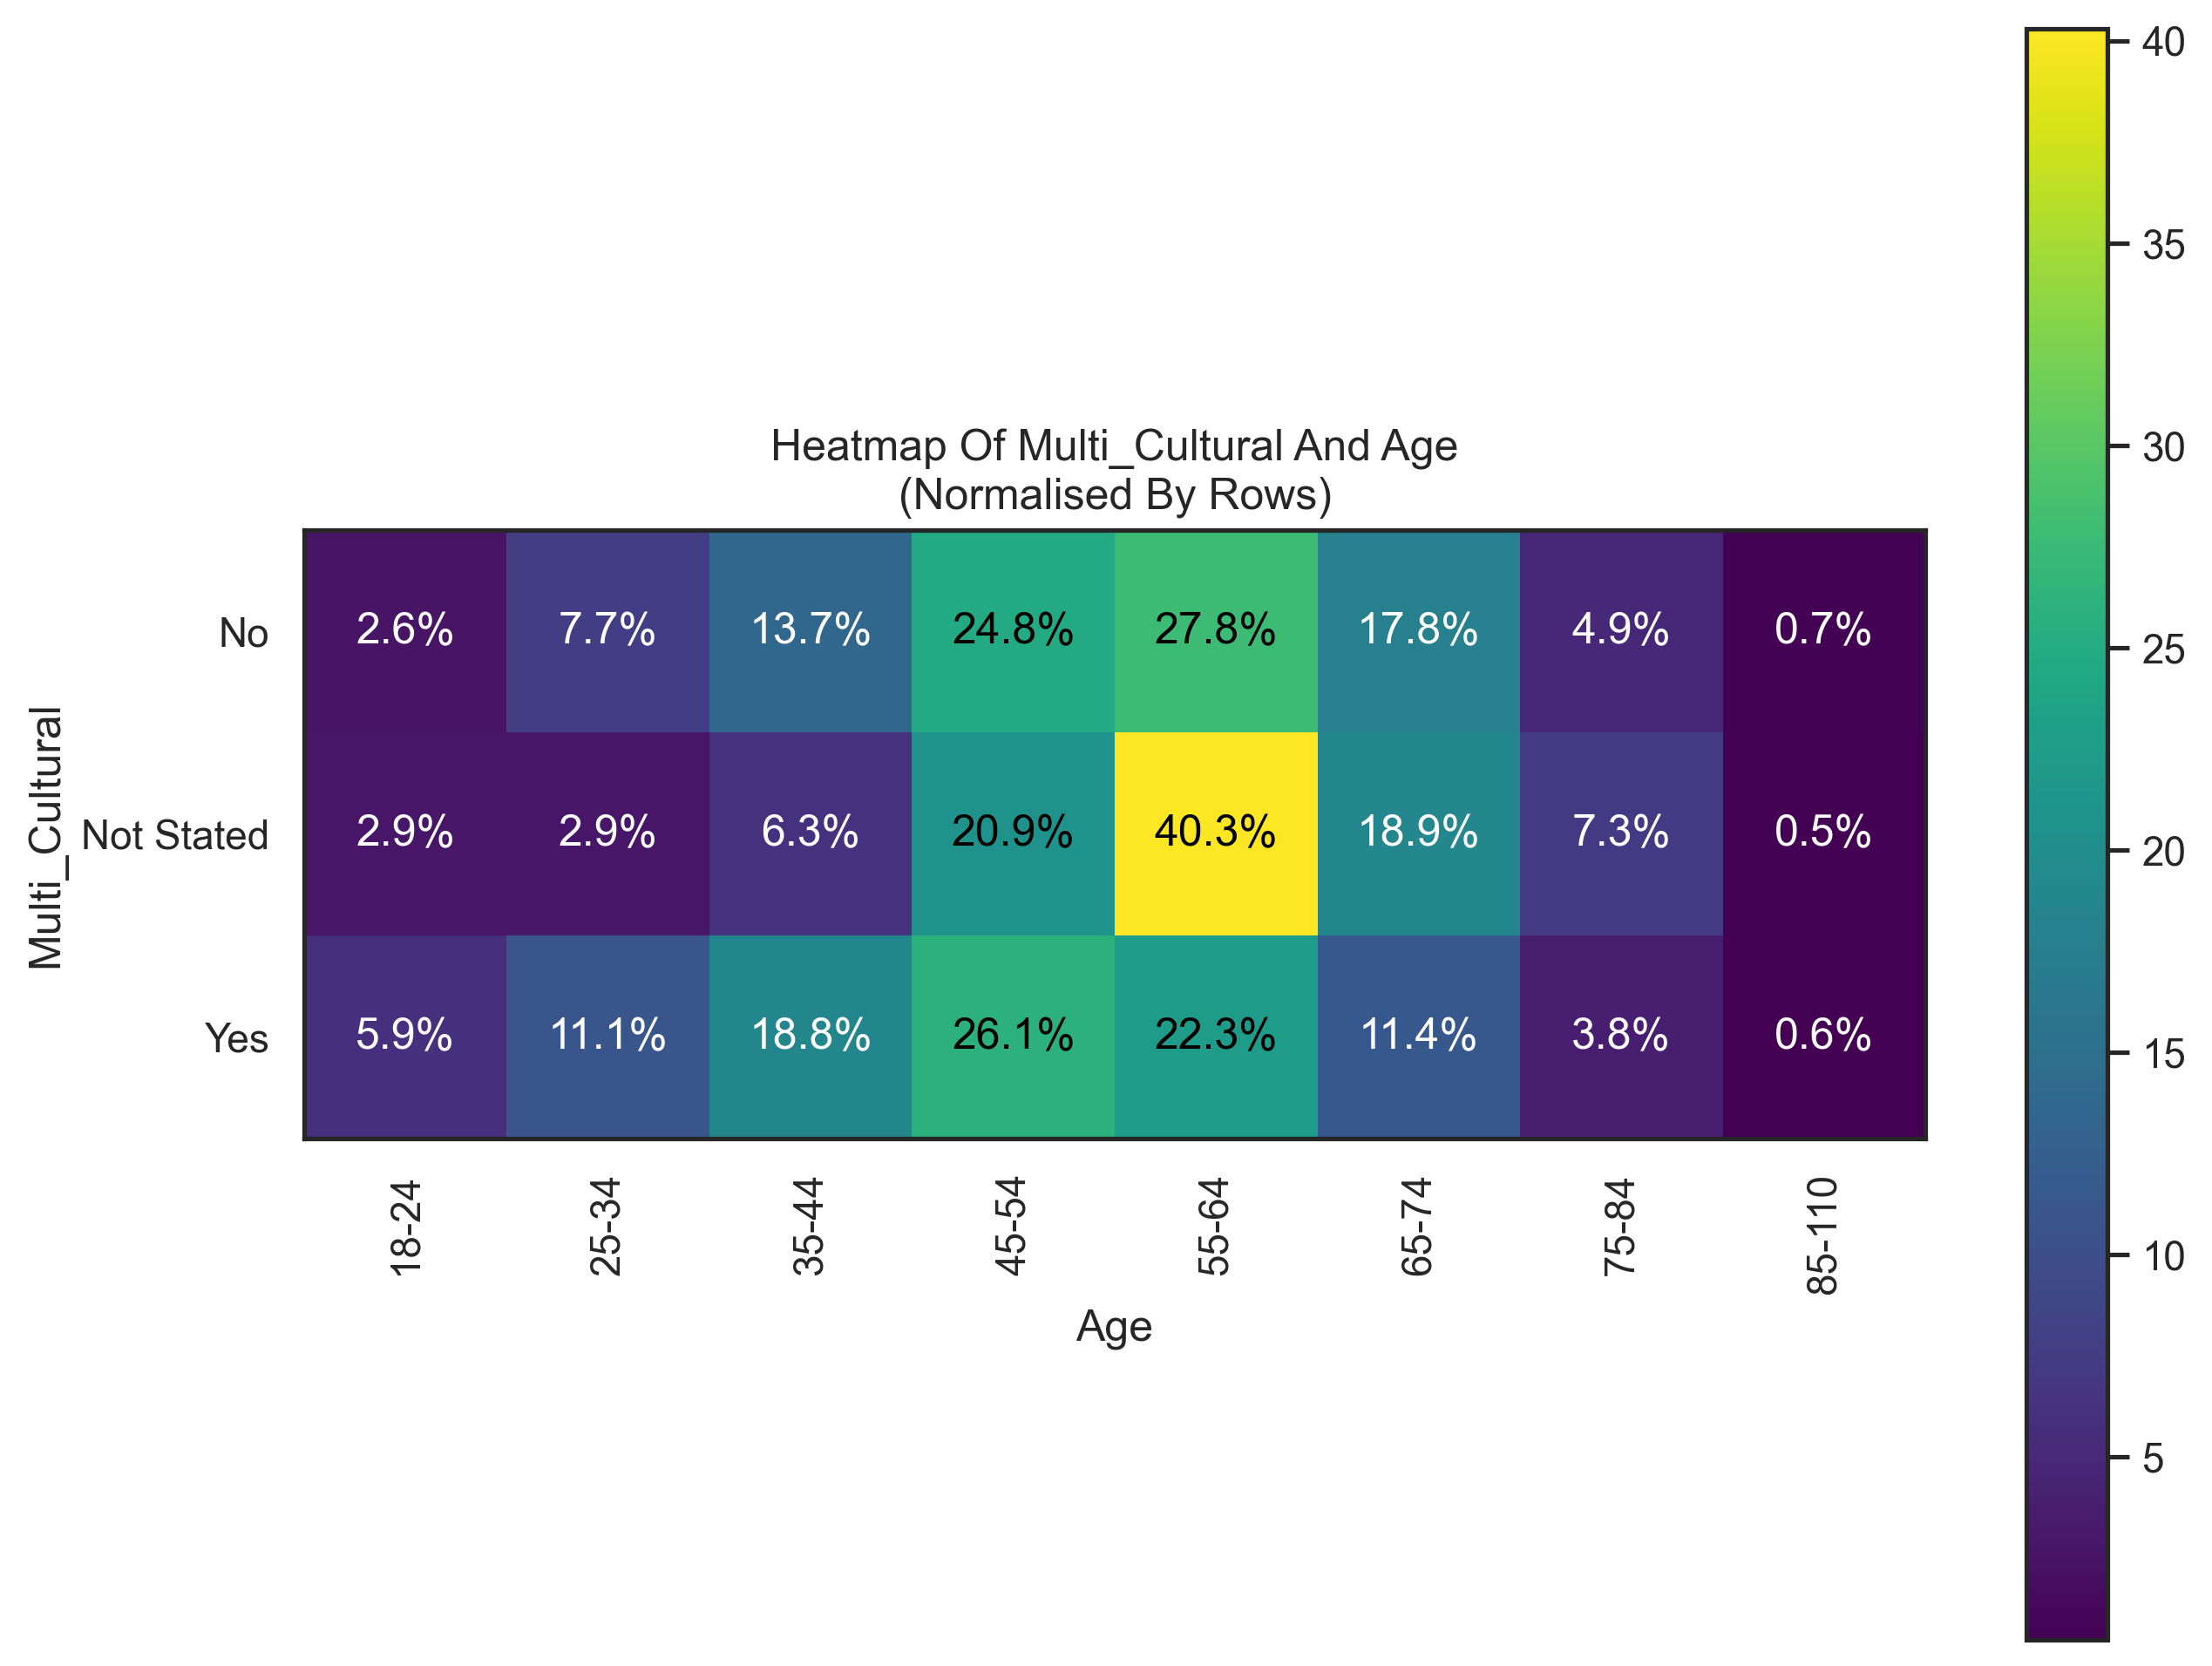 Heatmap Of Multi_Cultural And Age
(Normalised By Rows)
Multi_Cultural
No
2.6% 7.7% 13.7% 24.8% 27.8% 17.8% 4.9% 0.7%
Not Stated
2.9% 2.9% 6.3% 20.9% 40.3% 18.9% 7.3% 0.5%
Yes
5.9% 11.1% 18.8% 26.1% 22.3% 11.4% 3.8% 0.6%
18-24
25-34
35-44
45-54
55-64
65-74
75-84
85-110
Age
40
35
30
25
20
15
10
5